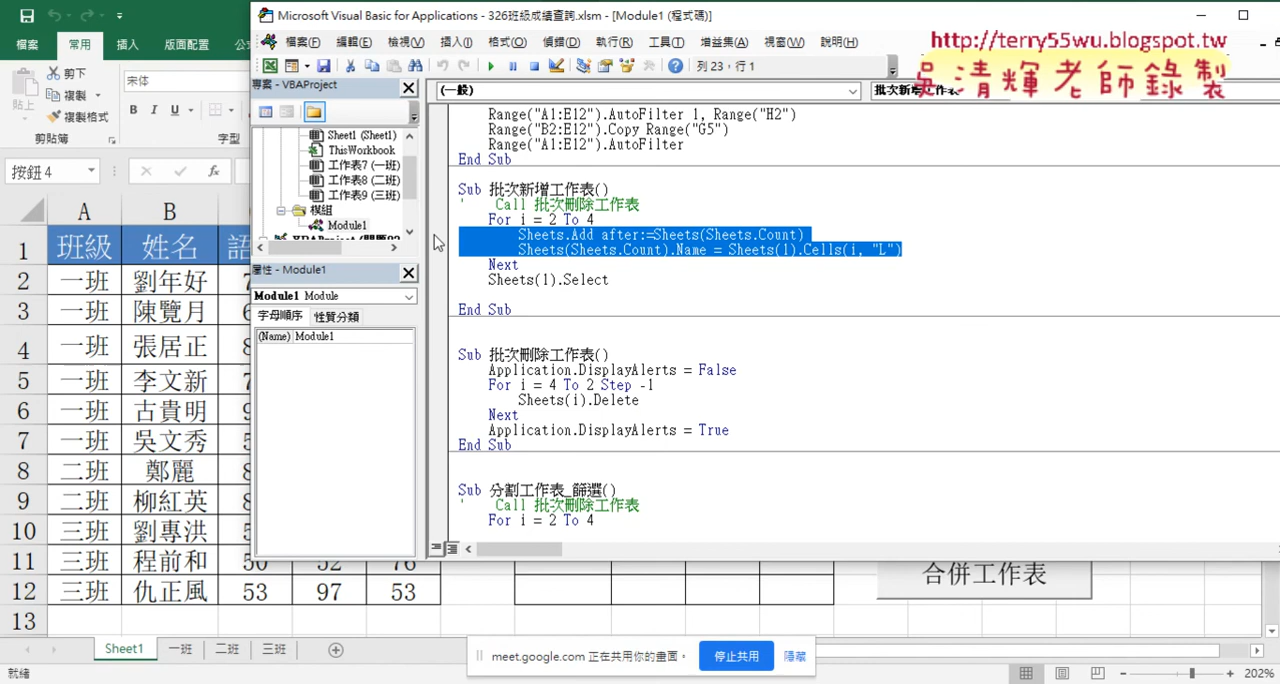 Microsoft Visual Basic for Applications - 326班級成績查詢.xlsm - [Module1 (程式碼)]
http://terry55wu.blogspot.tw
吳清輝老師錄製
檔案 常用 插入 版面配置
檔案(F) 編輯(E) 檢視(V) 插入(I) 格式(O) 偵錯(D) 執行(R) 工具(T) 增益集(A) 視窗(W) 說明(H)
列 23，行 1
剪下
複製
複製格式
貼上
剪貼簿
宋体
B I U
字型
按鈕 4
專案 - VBAProject
Sheet1 (Sheet1)
ThisWorkbook
工作表7 (一班)
工作表8 (二班)
工作表9 (三班)
模組
Module1
屬性 - Module1
Module1 Module
字母順序 性質分類
(Name) Module1
(一般)
批次新增工作表
Range("A1:E12").AutoFilter 1, Range("H2")
Range("B2:E12").Copy Range("G5")
Range("A1:E12").AutoFilter
End Sub
Sub 批次新增工作表()
' Call 批次刪除工作表
For i = 2 To 4
Sheets.Add after:=Sheets(Sheets.Count)
Sheets(Sheets.Count).Name = Sheets(1).Cells(i, "L")
Next
Sheets(1).Select
End Sub
Sub 批次刪除工作表()
Application.DisplayAlerts = False
For i = 4 To 2 Step -1
Sheets(i).Delete
Next
Application.DisplayAlerts = True
End Sub
Sub 分割工作表_篩選()
' Call 批次刪除工作表
For i = 2 To 4
A B
1 班級 姓名
2 一班 劉年好
3 一班 陳覽月
4 一班 張居正
5 一班 李文新
6 一班 古貴明
7 一班 吳文秀
8 二班 鄭麗
9 二班 柳紅英
10 三班 劉專洪
11 三班 程前和 50 52 76
12 三班 仇正風 53 97 53
13
合併工作表
Sheet1 一班 二班 三班
meet.google.com 正在共用你的畫面。 停止共用 隱藏
就緒
202%